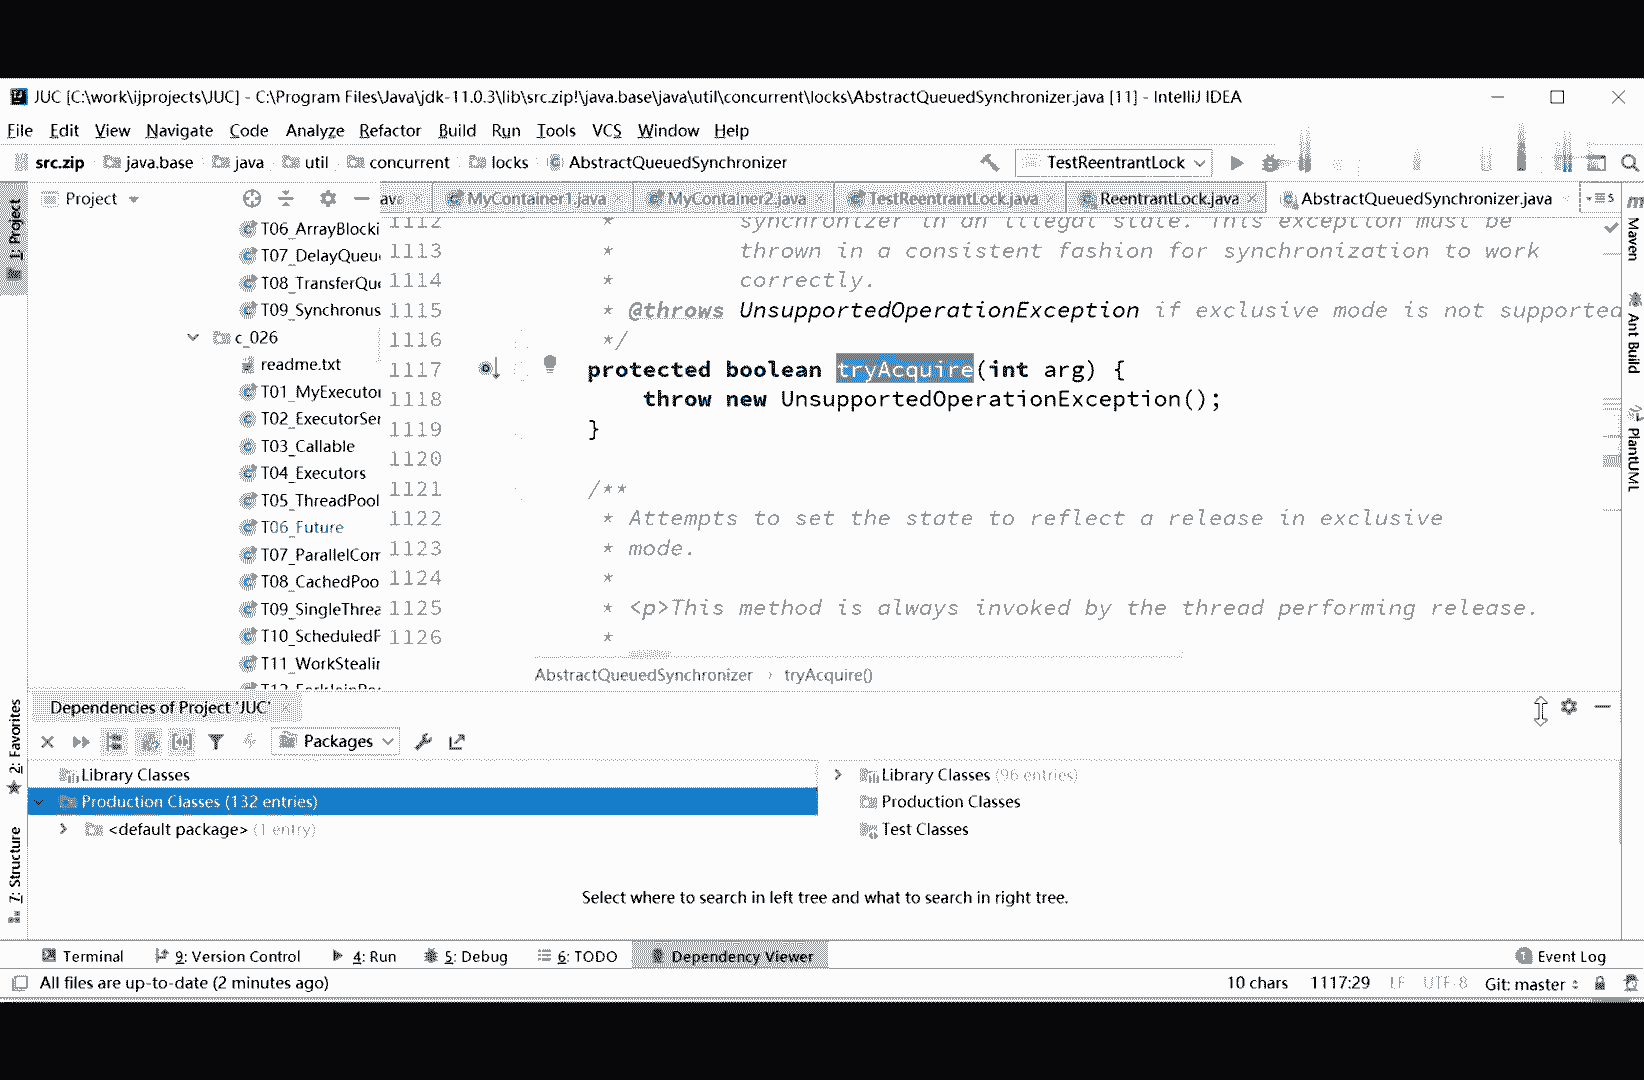 JUC [C:\work\ijprojects\JUC] - C:\Program Files\Java\jdk-11.0.3\lib\src.zip!\java.base\java\util\concurrent\locks\AbstractQueuedSynchronizer.java [11] - IntelliJ IDEA
File Edit View Navigate Code Analyze Refactor Build Run Tools VCS Window Help
src.zip java.base java util concurrent locks AbstractQueuedSynchronizer TestReentrantLock
Project MyContainer1.java MyContainer2.java TestReentrantLock.java ReentrantLock.java AbstractQueuedSynchronizer.java
1: Project
T06_ArrayBlocki
T07_DelayQueu
T08_TransferQue
T09_Synchronus
c_026
readme.txt
T01_MyExecutor
T02_ExecutorSer
T03_Callable
T04_Executors
T05_ThreadPool
T06_Future
T07_ParallelCom
T08_CachedPoo
T09_SingleThrea
T10_ScheduledP
T11_WorkStealin
1112 * synchronizer in an illegal state. This exception must be
1113 * thrown in a consistent fashion for synchronization to work
1114 * correctly.
1115 * @throws UnsupportedOperationException if exclusive mode is not supported
1116 */
1117 protected boolean tryAcquire(int arg) {
1118 throw new UnsupportedOperationException();
1119 }
1120
1121 /**
1122 * Attempts to set the state to reflect a release in exclusive
1123 * mode.
1124 *
1125 * <p>This method is always invoked by the thread performing release.
1126 *
AbstractQueuedSynchronizer › tryAcquire()
Maven
Ant Build
PlantUML
Dependencies of Project 'JUC'
Packages
Library Classes
Production Classes (132 entries)
<default package> (1 entry)
Library Classes (96 entries)
Production Classes
Test Classes
Select where to search in left tree and what to search in right tree.
2: Favorites
7: Structure
Terminal 9: Version Control 4: Run 5: Debug 6: TODO Dependency Viewer 1 Event Log
All files are up-to-date (2 minutes ago) 10 chars 1117:29 LF UTF-8 Git: master